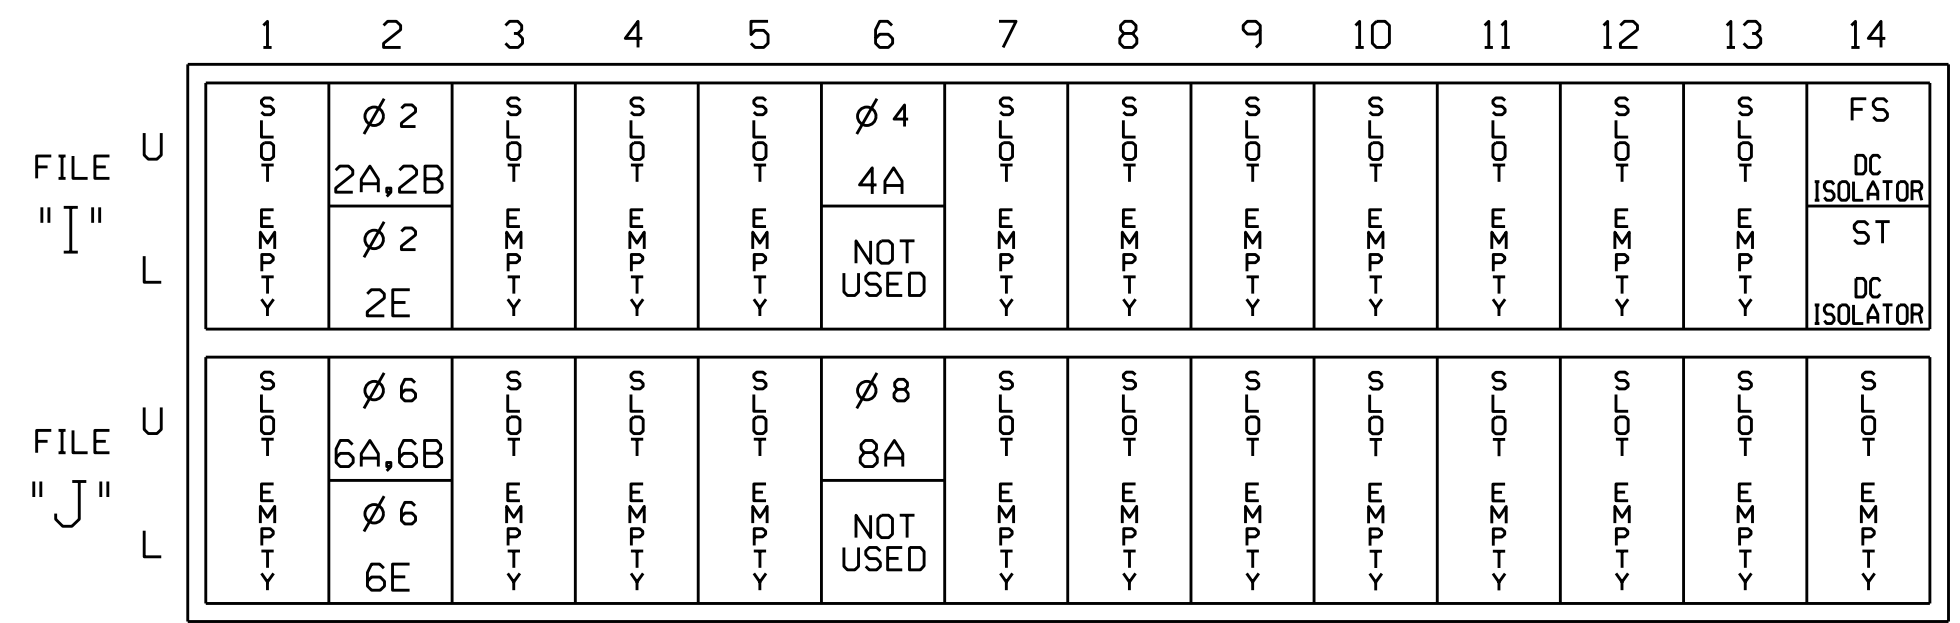 1 2 3 4 5 6 7 8 9 10 11 12 13 14
FILE
"I"
U
L
SLOT EMPTY
Ø 2
2A,2B
Ø 2
2E
SLOT EMPTY
SLOT EMPTY
SLOT EMPTY
Ø 4
4A
NOT
USED
SLOT EMPTY
SLOT EMPTY
SLOT EMPTY
SLOT EMPTY
SLOT EMPTY
SLOT EMPTY
SLOT EMPTY
FS
DC
ISOLATOR
ST
DC
ISOLATOR
FILE
"J"
U
L
SLOT EMPTY
Ø 6
6A,6B
Ø 6
6E
SLOT EMPTY
SLOT EMPTY
SLOT EMPTY
Ø 8
8A
NOT
USED
SLOT EMPTY
SLOT EMPTY
SLOT EMPTY
SLOT EMPTY
SLOT EMPTY
SLOT EMPTY
SLOT EMPTY
SLOT EMPTY